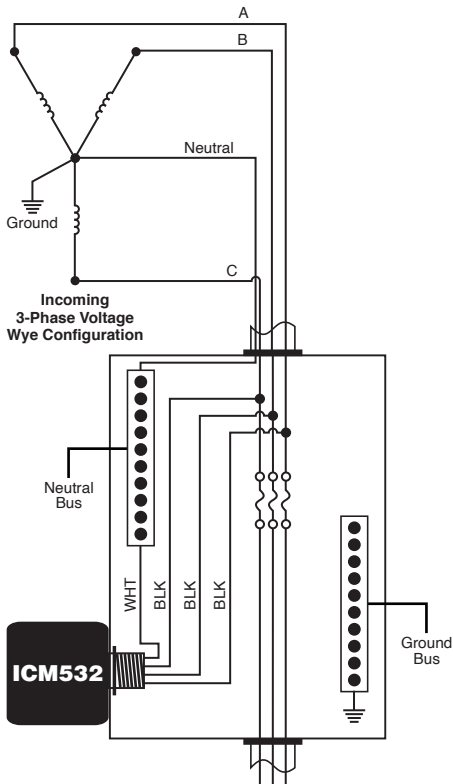 A
B
Neutral
Ground
C
Incoming
3-Phase Voltage
Wye Configuration
Neutral
Bus
WHT
BLK
BLK
BLK
ICM532
Ground
Bus